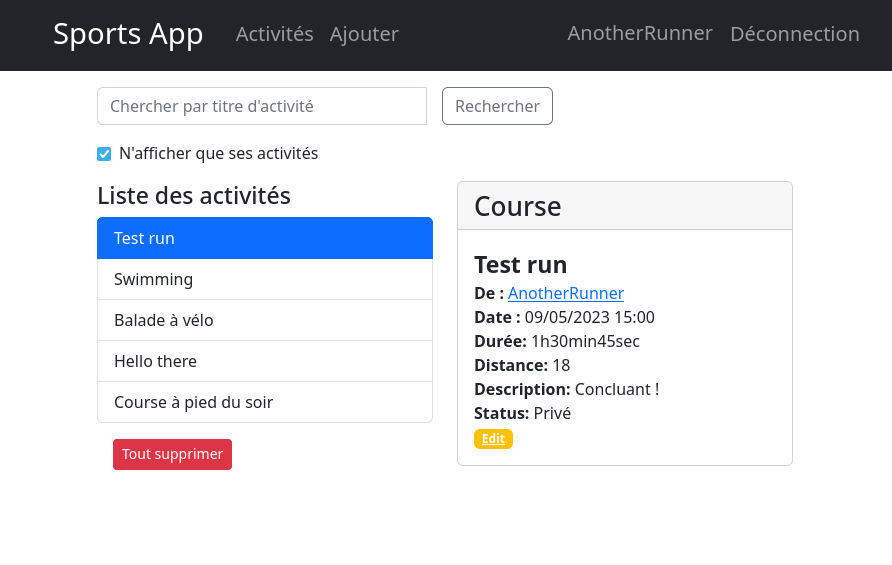 Sports App Activités Ajouter AnotherRunner Déconnection
Chercher par titre d'activité Rechercher
N'afficher que ses activités
Liste des activités
Test run
Swimming
Balade à vélo
Hello there
Course à pied du soir
Tout supprimer
Course
Test run
De : AnotherRunner
Date : 09/05/2023 15:00
Durée: 1h30min45sec
Distance: 18
Description: Concluant !
Status: Privé
Edit